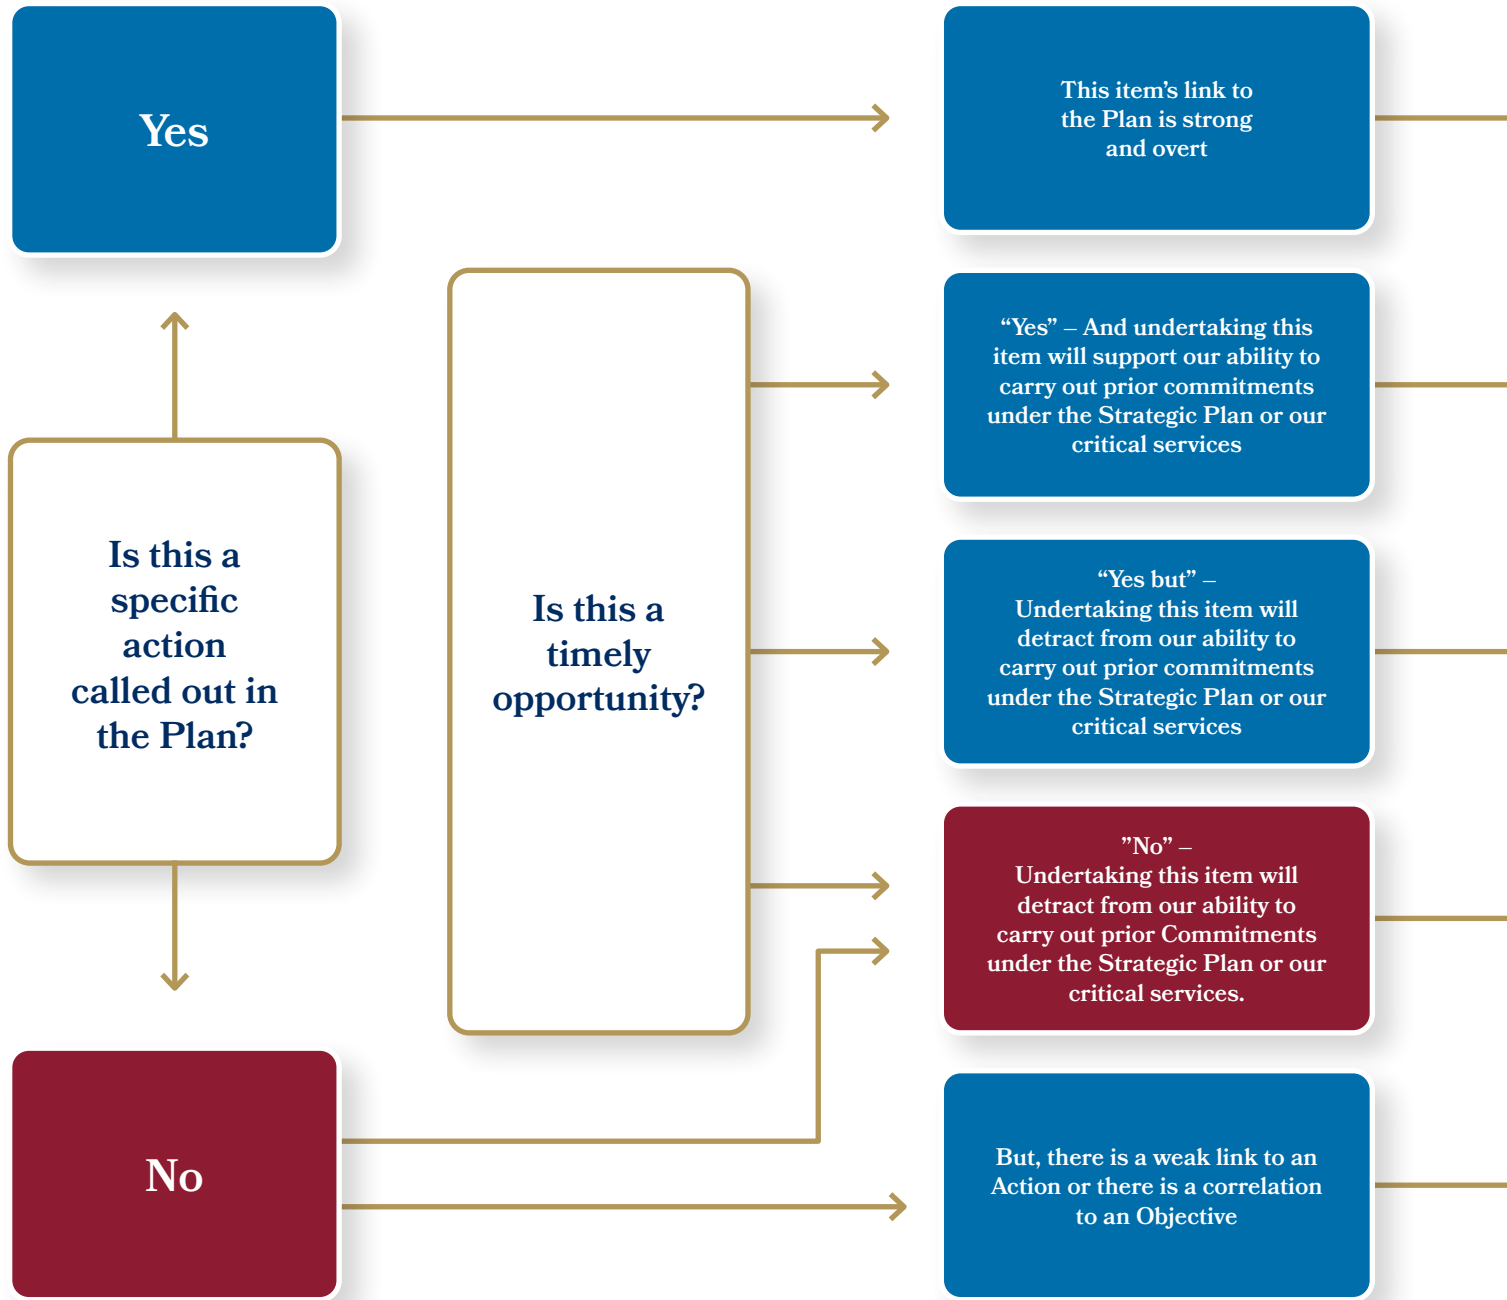 Yes
Is this a
specific
action
called out in
the Plan?
No
Is this a
timely
opportunity?
This item’s link to
the Plan is strong
and overt
“Yes” – And undertaking this
item will support our ability to
carry out prior commitments
under the Strategic Plan or our
critical services
“Yes but” –
Undertaking this item will
detract from our ability to
carry out prior commitments
under the Strategic Plan or our
critical services
”No” –
Undertaking this item will
detract from our ability to
carry out prior Commitments
under the Strategic Plan or our
critical services.
But, there is a weak link to an
Action or there is a correlation
to an Objective